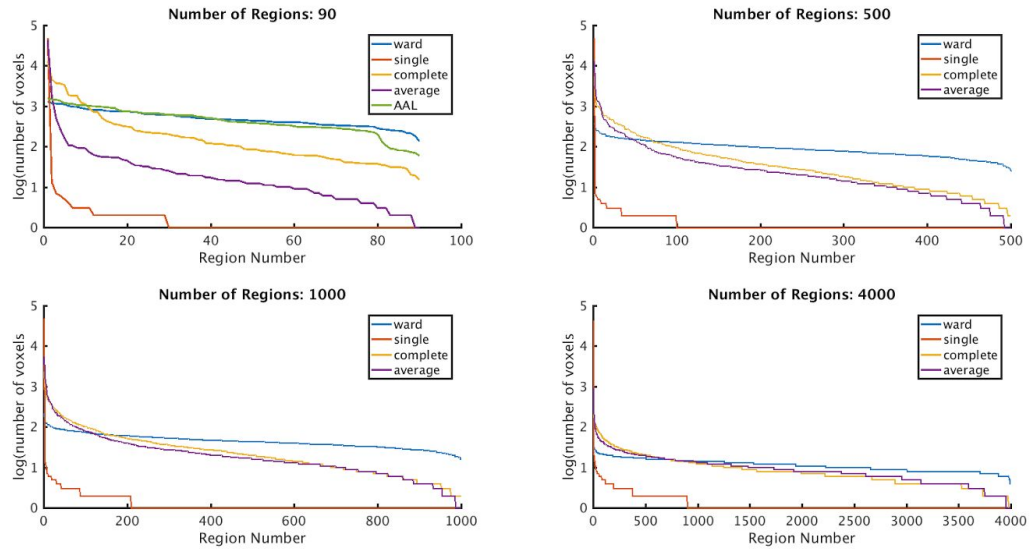 Number of Regions: 90
log(number of voxels)
5
4
3
2
1
0
0
20
40
60
80
100
Region Number
ward
single
complete
average
AAL
Number of Regions: 500
log(number of voxels)
5
4
3
2
1
0
0
100
200
300
400
500
Region Number
ward
single
complete
average
Number of Regions: 1000
log(number of voxels)
5
4
3
2
1
0
0
200
400
600
800
1000
Region Number
ward
single
complete
average
Number of Regions: 4000
log(number of voxels)
5
4
3
2
1
0
0
500
1000
1500
2000
2500
3000
3500
4000
Region Number
ward
single
complete
average